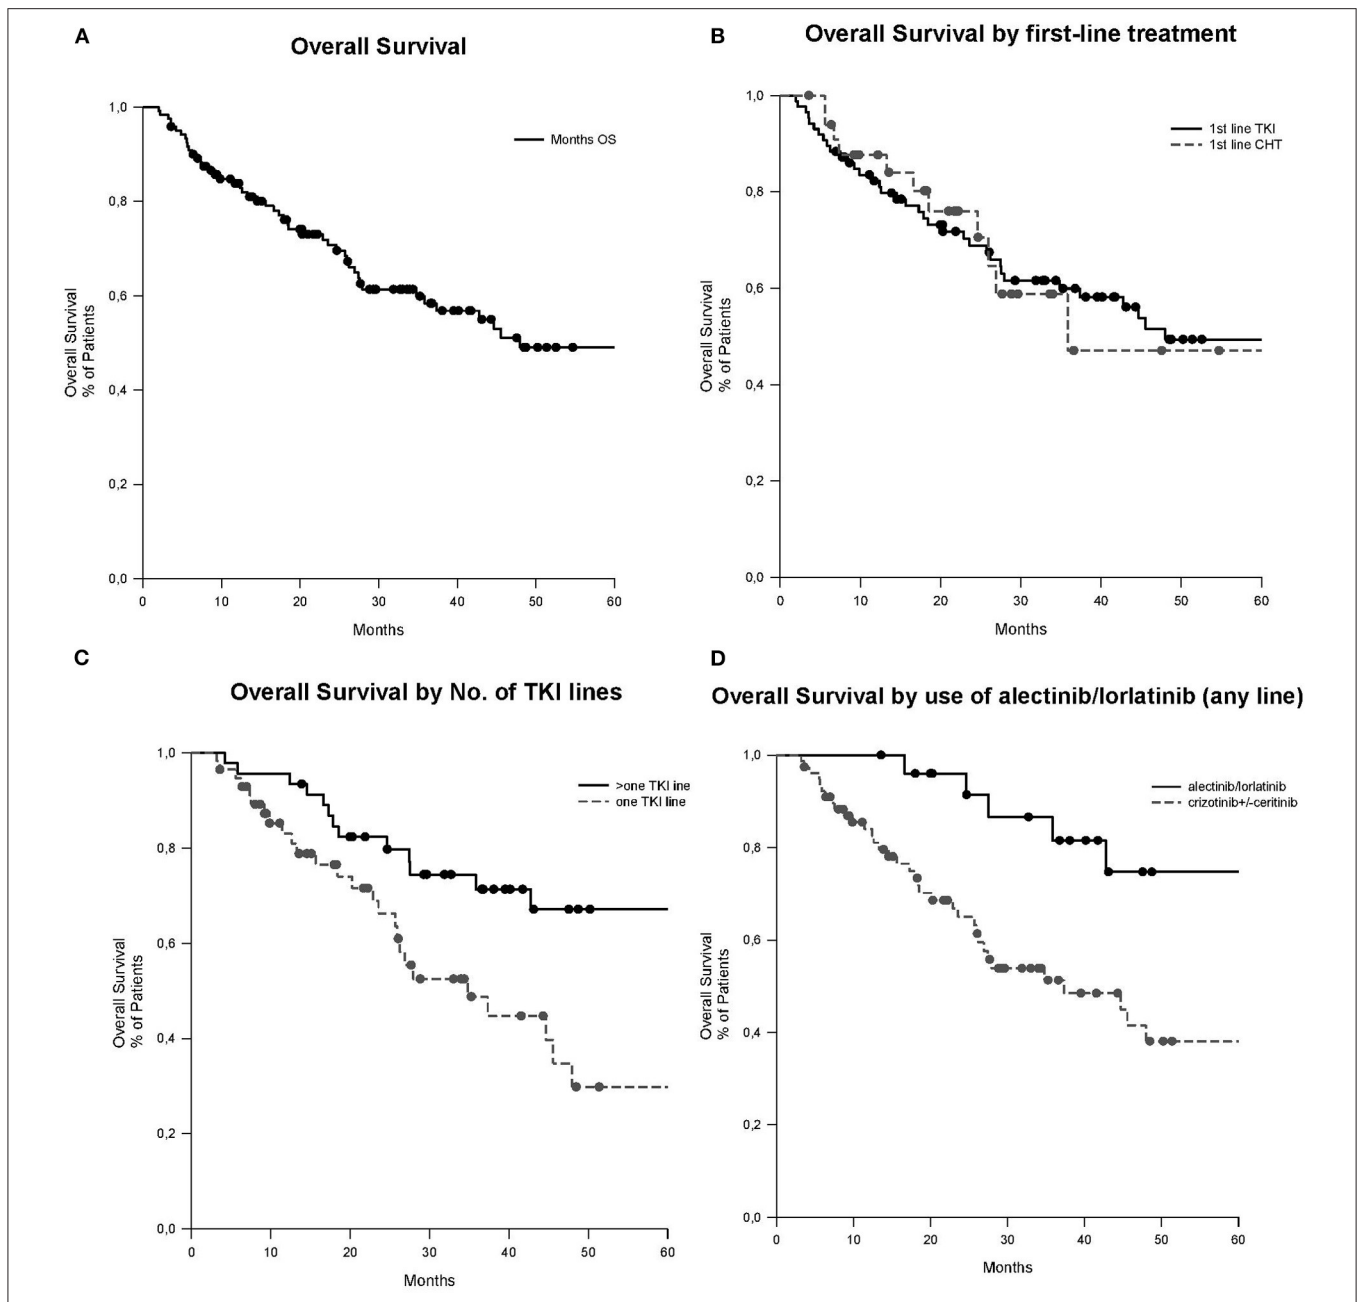 A
Overall Survival
1,0
0,8
0,6
0,4
0,2
0,0
Overall Survival
% of Patients
Months OS
0 10 20 30 40 50 60
Months
B
Overall Survival by first-line treatment
1,0
0,8
0,6
0,4
0,2
0,0
Overall Survival
% of Patients
1st line TKI
1st line CHT
0 10 20 30 40 50 60
Months
C
Overall Survival by No. of TKI lines
1,0
0,8
0,6
0,4
0,2
0,0
Overall Survival
% of Patients
>one TKI ine
one TKI line
0 10 20 30 40 50 60
Months
D
Overall Survival by use of alectinib/lorlatinib (any line)
1,0
0,8
0,6
0,4
0,2
0,0
Overall Survival
% of Patients
alectinib/lorlatinib
crizotinib+/-ceritinib
0 10 20 30 40 50 60
Months